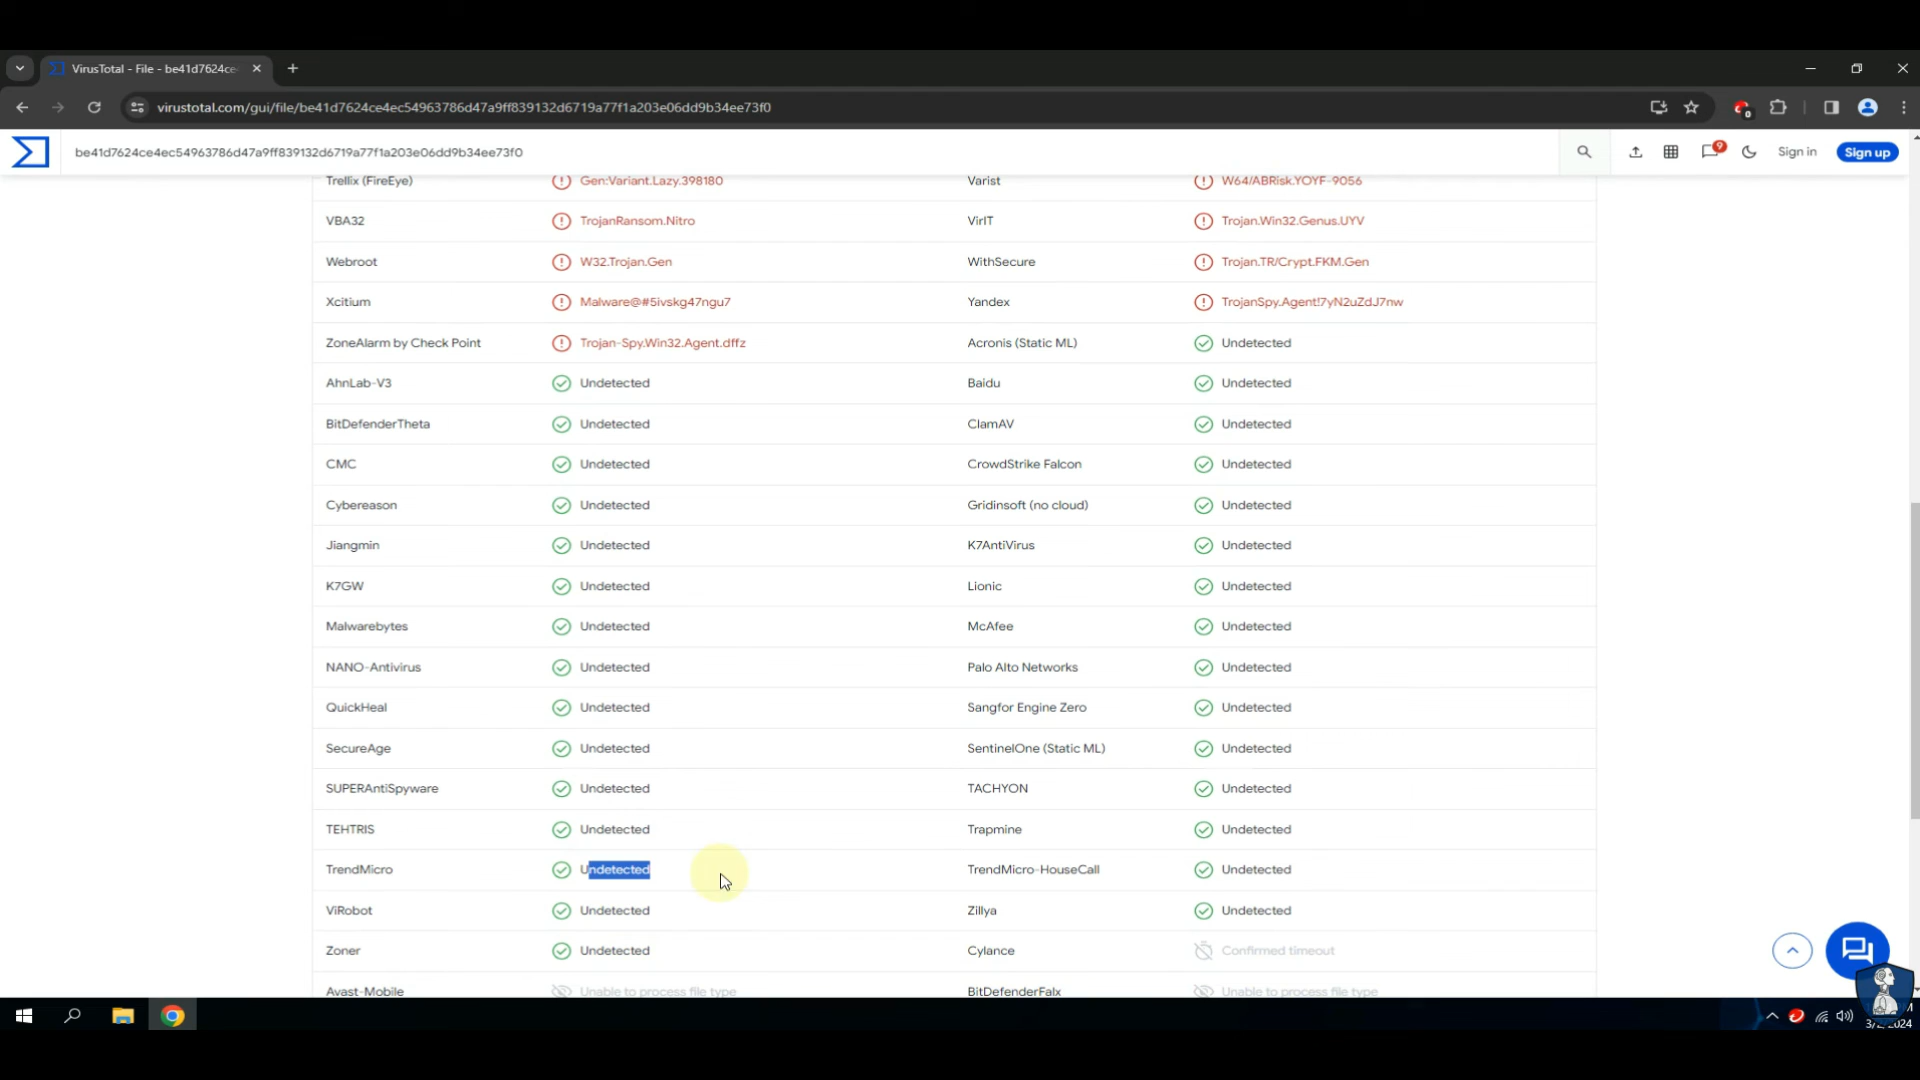 VirusTotal - File - be41d7624ce
virustotal.com/gui/file/be41d7624ce4ec54963786d47a9ff839132d6719a77f1a203e06dd9b34ee73f0
0
be41d7624ce4ec54963786d47a9ff839132d6719a77f1a203e06dd9b34ee73f0
9
Sign in
Sign up
Trellix (FireEye) Gen:Variant.Lazy.398180 Varist W64/ABRisk.YOYF-9056
VBA32 TrojanRansom.Nitro VirIT Trojan.Win32.Genus.UYV
Webroot W32.Trojan.Gen WithSecure Trojan.TR/Crypt.FKM.Gen
Xcitium Malware@#5ivskg47ngu7 Yandex TrojanSpy.Agent!7yN2uZdJ7nw
ZoneAlarm by Check Point Trojan-Spy.Win32.Agent.dffz Acronis (Static ML) Undetected
AhnLab-V3 Undetected Baidu Undetected
BitDefenderTheta Undetected ClamAV Undetected
CMC Undetected CrowdStrike Falcon Undetected
Cybereason Undetected Gridinsoft (no cloud) Undetected
Jiangmin Undetected K7AntiVirus Undetected
K7GW Undetected Lionic Undetected
Malwarebytes Undetected McAfee Undetected
NANO-Antivirus Undetected Palo Alto Networks Undetected
QuickHeal Undetected Sangfor Engine Zero Undetected
SecureAge Undetected SentinelOne (Static ML) Undetected
SUPERAntiSpyware Undetected TACHYON Undetected
TEHTRIS Undetected Trapmine Undetected
TrendMicro Undetected TrendMicro-HouseCall Undetected
ViRobot Undetected Zillya Undetected
Zoner Undetected Cylance Confirmed timeout
Avast-Mobile Unable to process file type BitDefenderFalx Unable to process file type